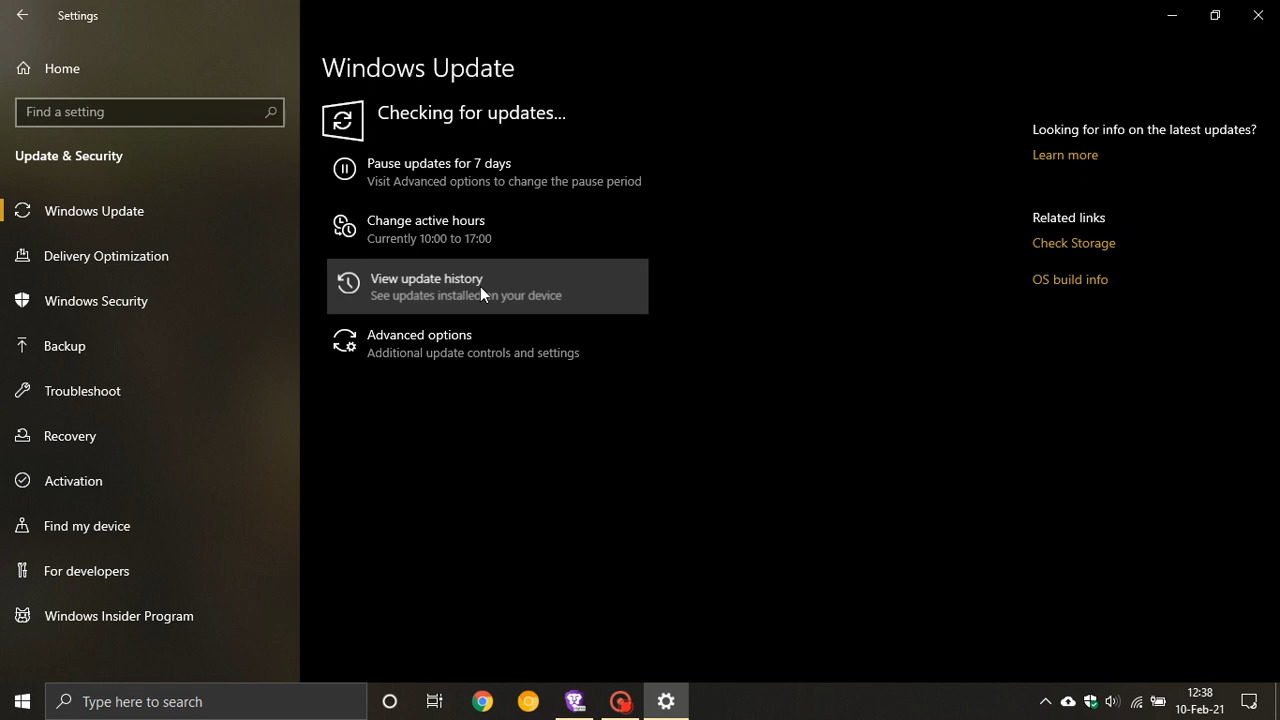 Settings
Home
Find a setting
Update & Security
Windows Update
Delivery Optimization
Windows Security
Backup
Troubleshoot
Recovery
Activation
Find my device
For developers
Windows Insider Program
Windows Update
Checking for updates...
Pause updates for 7 days
Visit Advanced options to change the pause period
Change active hours
Currently 10:00 to 17:00
View update history
See updates installed on your device
Advanced options
Additional update controls and settings
Looking for info on the latest updates?
Learn more
Related links
Check Storage
OS build info
Type here to search
12:38
10-Feb-21